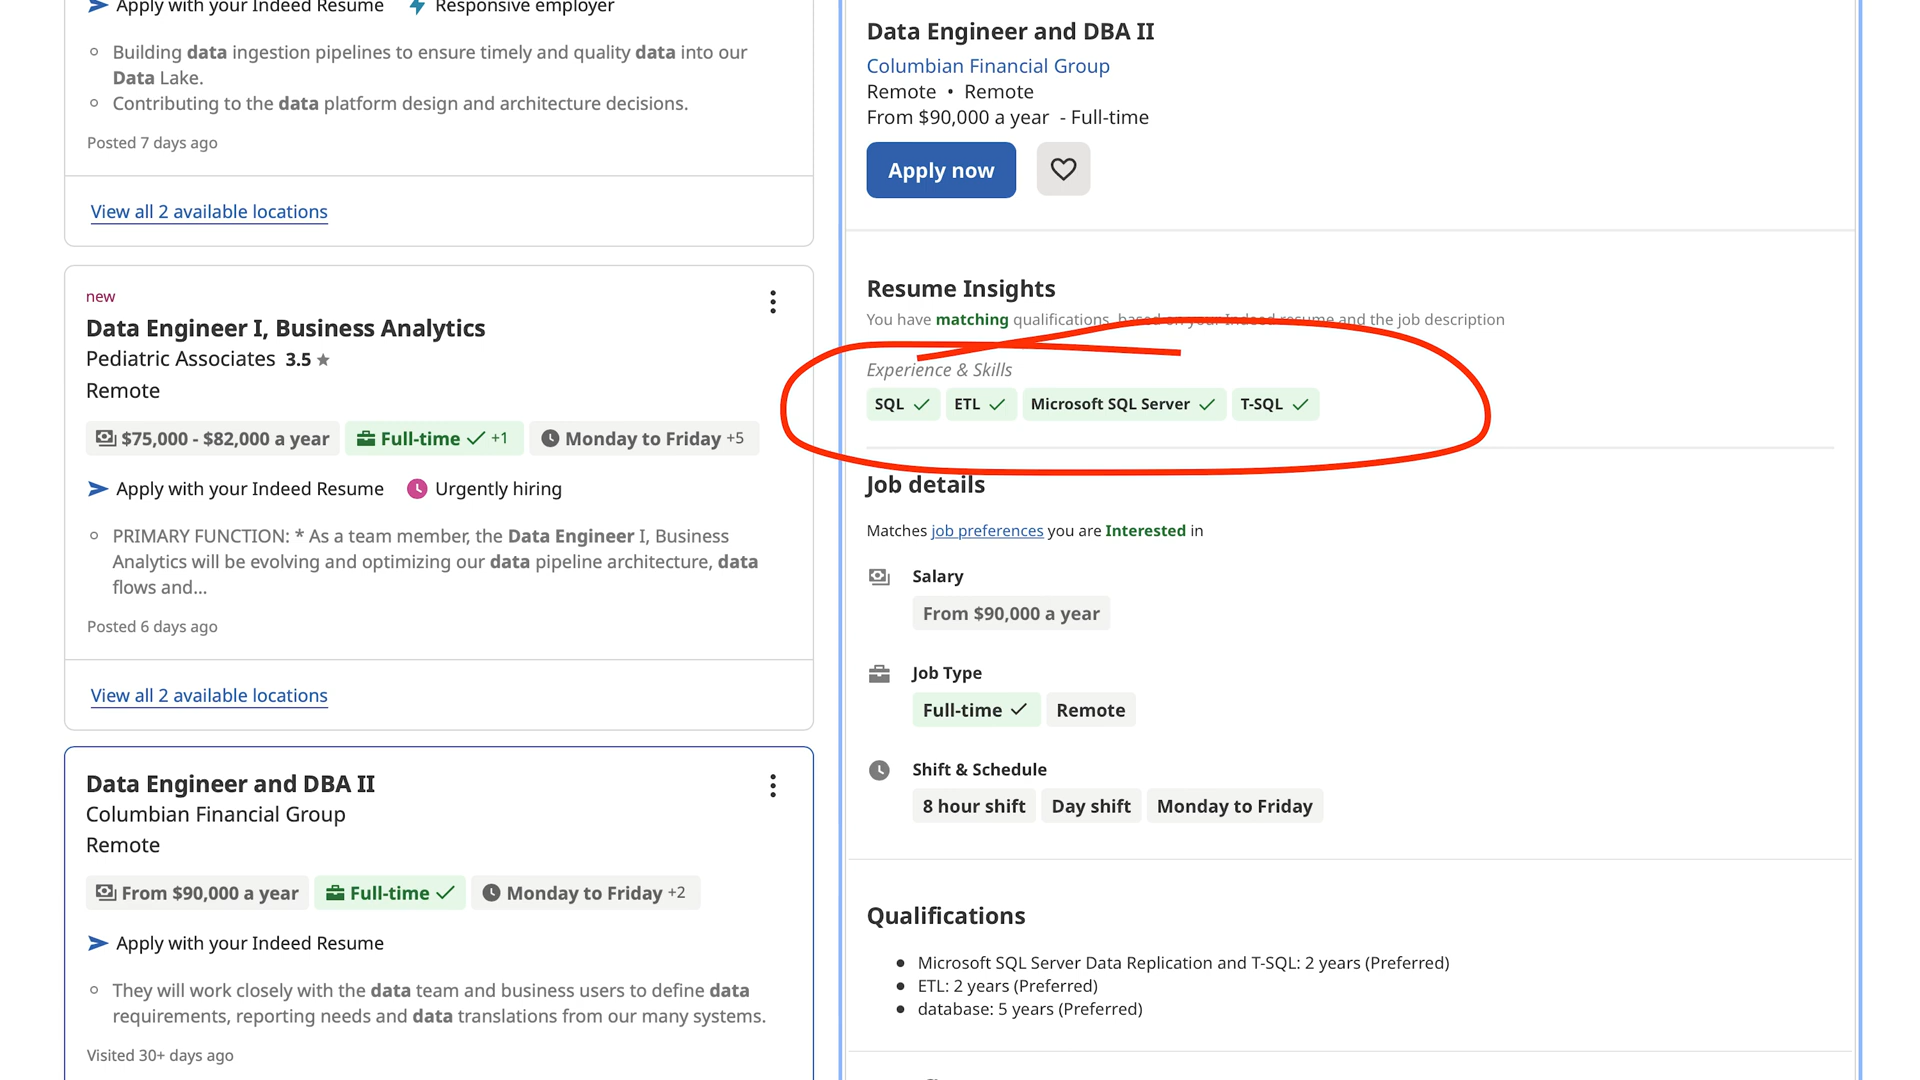 Apply with your Indeed Resume Responsive employer
Building data ingestion pipelines to ensure timely and quality data into our
Data Lake.
Contributing to the data platform design and architecture decisions.
Posted 7 days ago
View all 2 available locations
new
Data Engineer I, Business Analytics
Pediatric Associates 3.5
Remote
$75,000 - $82,000 a year Full-time +1 Monday to Friday +5
Apply with your Indeed Resume Urgently hiring
PRIMARY FUNCTION: * As a team member, the Data Engineer I, Business
Analytics will be evolving and optimizing our data pipeline architecture, data
flows and...
Posted 6 days ago
View all 2 available locations
Data Engineer and DBA II
Columbian Financial Group
Remote
From $90,000 a year Full-time Monday to Friday +2
Apply with your Indeed Resume
They will work closely with the data team and business users to define data
requirements, reporting needs and data translations from our many systems.
Visited 30+ days ago
Data Engineer and DBA II
Columbian Financial Group
Remote • Remote
From $90,000 a year - Full-time
Apply now
Resume Insights
You have matching qualifications, based on your Indeed resume and the job description
Experience & Skills
SQL ETL Microsoft SQL Server T-SQL
Job details
Matches job preferences you are Interested in
Salary
From $90,000 a year
Job Type
Full-time Remote
Shift & Schedule
8 hour shift Day shift Monday to Friday
Qualifications
Microsoft SQL Server Data Replication and T-SQL: 2 years (Preferred)
ETL: 2 years (Preferred)
database: 5 years (Preferred)